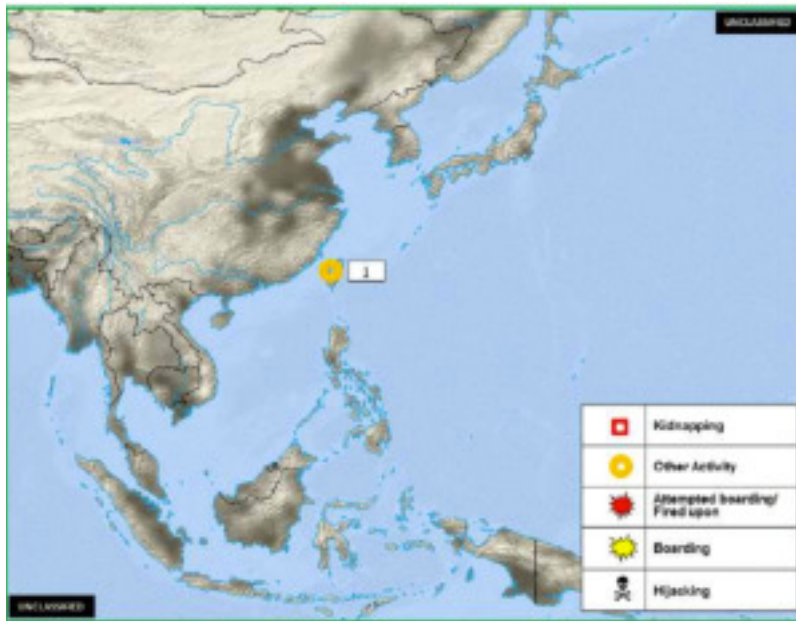 UNCLASSIFIED
1
Kidnapping
Other Activity
Attempted boarding/
Fired upon
Boarding
Hijacking
UNCLASSIFIED